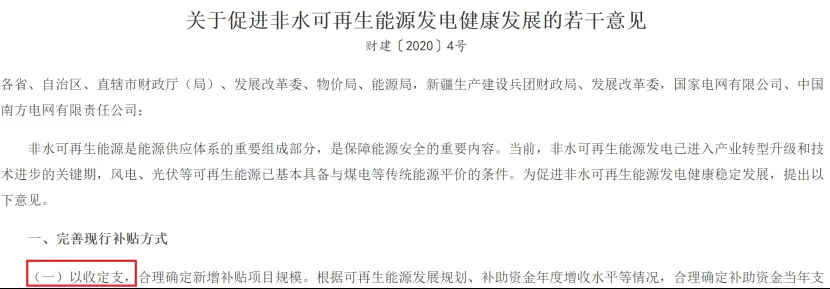 关于促进非水可再生能源发电健康发展的若干意见
财建〔2020〕4号
各省、自治区、直辖市财政厅（局）、发展改革委、物价局、能源局，新疆生产建设兵团财政局、发展改革委，国家电网有限公司、中国
南方电网有限责任公司：
非水可再生能源是能源供应体系的重要组成部分，是保障能源安全的重要内容。当前，非水可再生能源发电已进入产业转型升级和技
术进步的关键期，风电、光伏等可再生能源已基本具备与煤电等传统能源平价的条件。为促进非水可再生能源发电健康稳定发展，提出以
下意见。
一、完善现行补贴方式
（一）以收定支，合理确定新增补贴项目规模。根据可再生能源发展规划、补助资金年度增收水平等情况，合理确定补助资金当年支